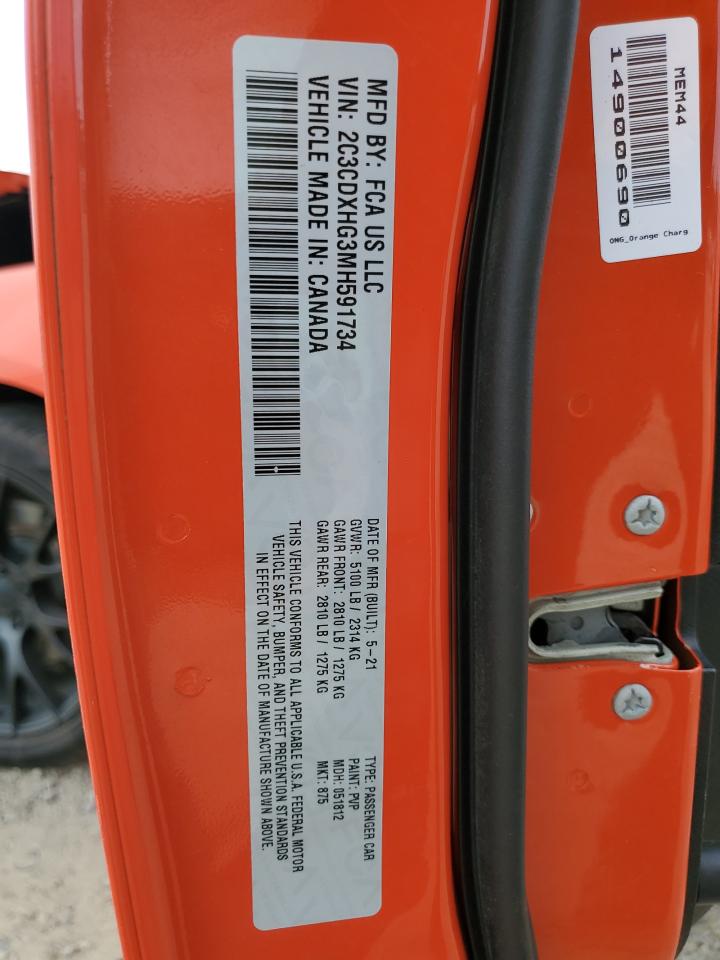 MFD BY: FCA US LLC
VIN: 2C3CDXHG3MH591734
VEHICLE MADE IN: CANADA
DATE OF MFR (BUILT): 5-21
GVWR: 5100 LB / 2314 KG
GAWR FRONT: 2810 LB / 1275 KG
GAWR REAR: 2810 LB / 1275 KG
TYPE: PASSENGER CAR
PAINT: PVP
MDH: 051812
MKT: 875
THIS VEHICLE CONFORMS TO ALL APPLICABLE U.S.A. FEDERAL MOTOR
VEHICLE SAFETY, BUMPER, AND THEFT PREVENTION STANDARDS
IN EFFECT ON THE DATE OF MANUFACTURE SHOWN ABOVE.
MEM44
14900690
OMG_Orange Charg